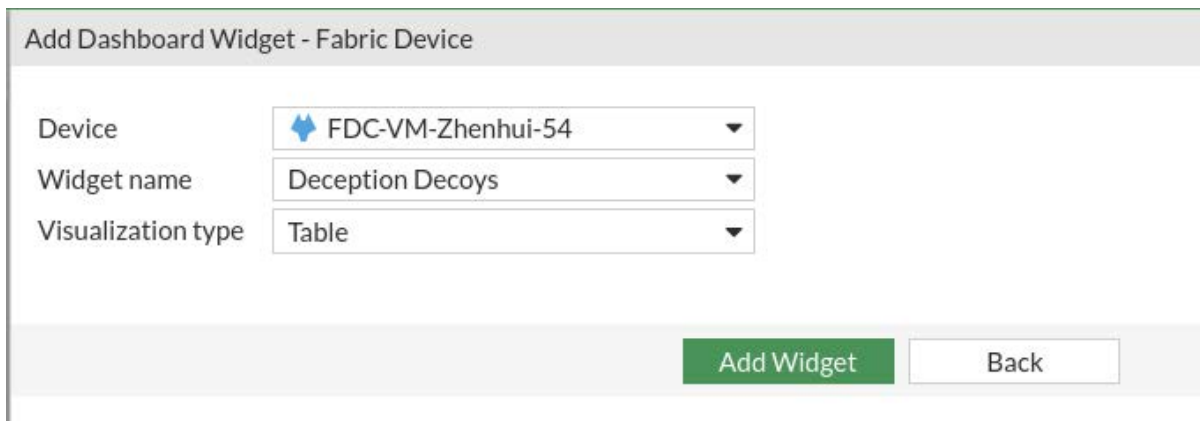 Add Dashboard Widget - Fabric Device
Device FDC-VM-Zhenhui-54
Widget name Deception Decoys
Visualization type Table
Add Widget Back